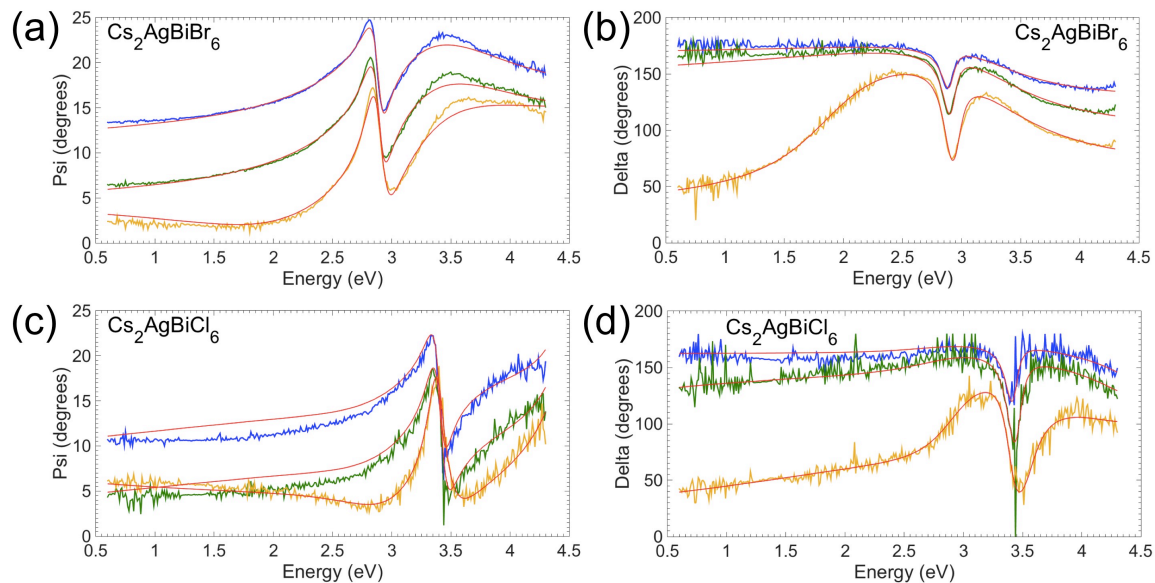 (a)
Cs2AgBiBr6
25
20
15
10
5
0
Psi (degrees)
0.5 1 1.5 2 2.5 3 3.5 4 4.5
Energy (eV)
(b)
Cs2AgBiBr6
200
150
100
50
0
Delta (degrees)
0.5 1 1.5 2 2.5 3 3.5 4 4.5
Energy (eV)
(c)
Cs2AgBiCl6
25
20
15
10
5
0
Psi (degrees)
0.5 1 1.5 2 2.5 3 3.5 4 4.5
Energy (eV)
(d)
Cs2AgBiCl6
200
150
100
50
0
Delta (degrees)
0.5 1 1.5 2 2.5 3 3.5 4 4.5
Energy (eV)